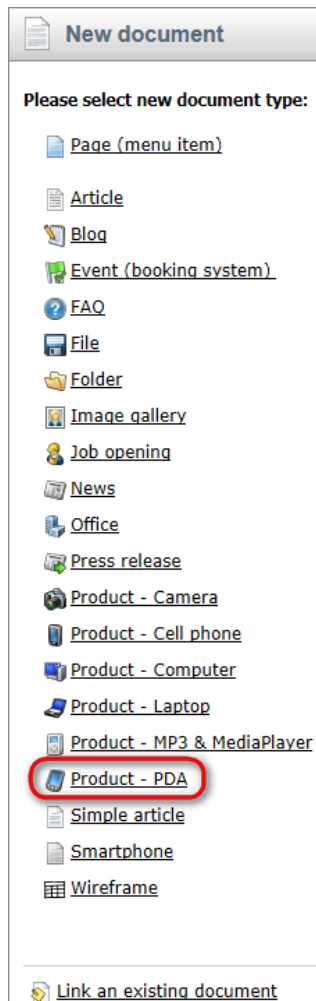 New document
Please select new document type:
Page (menu item)
Article
Blog
Event (booking system)
FAQ
File
Folder
Image gallery
Job opening
News
Office
Press release
Product - Camera
Product - Cell phone
Product - Computer
Product - Laptop
Product - MP3 & MediaPlayer
Product - PDA
Simple article
Smartphone
Wireframe
Link an existing document